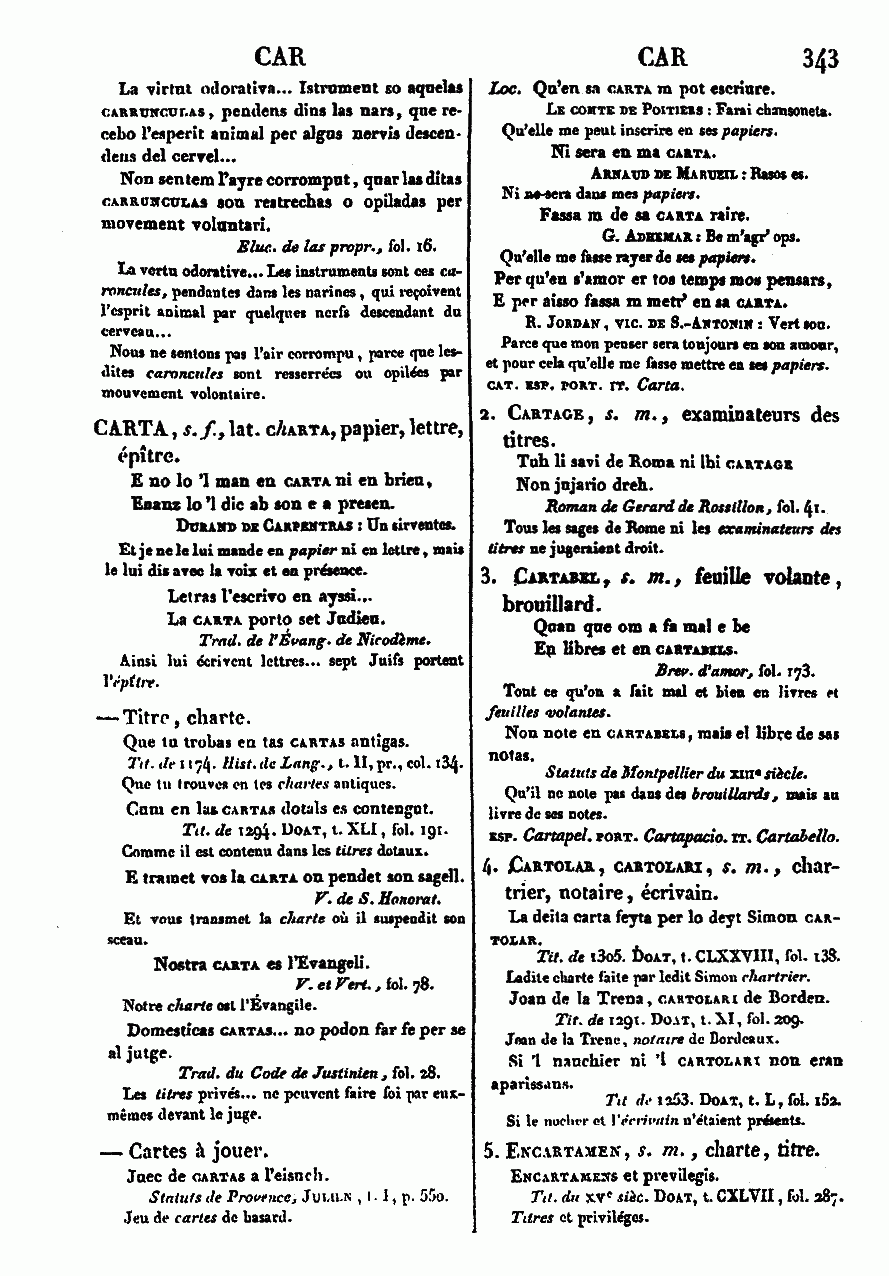 CAR
La virtut odorativa... Istrument so aquelas
CARRUNCULAS, pendens dins las nars, que re-
cebo l'esperit animal per algus nervis descen-
dens del cervel...
Non sentem l'ayre corromput, quar las ditas
CARRUNCULAS son restrechas o opiladas per
movement voluntari.
Eluc. de las propr., fol. 16.
La vertu odorative... Les instruments sont ces ca-
roncules, pendantes dans les narines, qui reçoivent
l'esprit animal par quelques nerfs descendant du
cerveau...
Nous ne sentons pas l'air corrompu, parce que les-
dites caroncules sont resserrées ou opilées par
mouvement volontaire.
CARTA, s. f., lat. cHARTA, papier, lettre,
épître.
E no lo 'l man en CARTA ni en brieu,
Enans lo 'l dic ab son e a presen.
DURAND DE CARPENTRAS : Un sirventes.
Et je ne le lui mande en papier ni en lettre, mais
le lui dis avec la voix et en présence.
Letras l'escrivo en ayssi...
La CARTA porto set Judieu.
Trad. de l'Évang. de Nicodème.
Ainsi lui écrivent lettres... sept Juifs portent
l'épître.
— Titre, charte.
Que tu trobas en tas CARTAS antigas.
Tit. de 1174. Hist. de Lang., t. II, pr., col. 134.
Que tu trouves en tes chartes antiques.
Cum en las CARTAS dotals es contengut.
Tit. de 1294. DOAT, t. XLI, fol. 191.
Comme il est contenu dans les titres dotaux.
E tramet vos la CARTA on pendet son sagell.
V. de S. Honorat.
Et vous transmet la charte où il suspendit son
sceau.
Nostra CARTA es l'Evangeli.
V. et Vert., fol. 78.
Notre charte est l'Évangile.
Domesticas CARTAS... no podon far fe per se
al jutge.
Trad. du Code de Justinien, fol. 28.
Les titres privés... ne peuvent faire foi par eux-
mêmes devant le juge.
— Cartes à jouer.
Juec de CARTAS a l'eisuch.
Statuts de Provence, JULIEN, t. I, p. 550.
Jeu de cartes de hasard.
CAR 343
Loc. Qu'en sa CARTA m pot escriure.
LE COMTE DE POITIERS : Farai chansoneta.
Qu'elle me peut inscrire en ses papiers.
Ni sera en ma CARTA.
ARNAUD DE MARUEIL : Rasos es.
Ni ne sera dans mes papiers.
Fassa m de sa CARTA raire.
G. ADHEMAR : Be m'agr' ops.
Qu'elle me fasse rayer de ses papiers.
Per qu'en s'amor er tos temps mos pensars,
E per aisso fassa m metr' en sa CARTA.
R. JORDAN, VIC. DE S.-ANTONIN : Vert son.
Parce que mon penser sera toujours en son amour,
et pour cela qu'elle me fasse mettre en ses papiers.
CAT. ESP. PORT. IT. Carta.
2. CARTAGE, s. m., examinateurs des
titres.
Tuh li savi de Roma ni lhi CARTAGE
Non jujario dreh.
Roman de Gerard de Rossillon, fol. 41.
Tous les sages de Rome ni les examinateurs des
titres ne jugeraient droit.
3. CARTABEL, s. m., feuille volante,
brouillard.
Quan que om a fa mal e be
En libres et en CARTABELS.
Brev. d'amor, fol. 173.
Tout ce qu'on a fait mal et bien en livres et
feuilles volantes.
Non note en CARTABELS, mais el libre de sas
notas.
Statuts de Montpellier du XIIIe siècle.
Qu'il ne note pas dans des brouillards, mais au
livre de ses notes.
ESP. Cartapel. PORT. Cartapacio. IT. Cartabello.
4. CARTOLAR, CARTOLARI, s. m., char-
trier, notaire, écrivain.
La deita carta feyta per lo deyt Simon CAR-
TOLAR.
Tit. de 1305. DOAT, t. CLXXVIII, fol. 138.
Ladite charte faite par ledit Simon chartrier.
Joan de la Trena, CARTOLARI de Borden.
Tit. de 1291. DOAT, t. XI, fol. 209.
Jean de la Trene, notaire de Bordeaux.
Si 'l nauchier ni 'l CARTOLARI non eran
aparissans.
Tit de 1253. DOAT, t. L, fol. 152.
Si le nocher et l'écrivain n'étaient présents.
5. ENCARTAMEN, s. m., charte, titre.
ENCARTAMENS et previlegis.
Tit. du XVe sièc. DOAT, t. CXLVII, fol. 287.
Titres et priviléges.